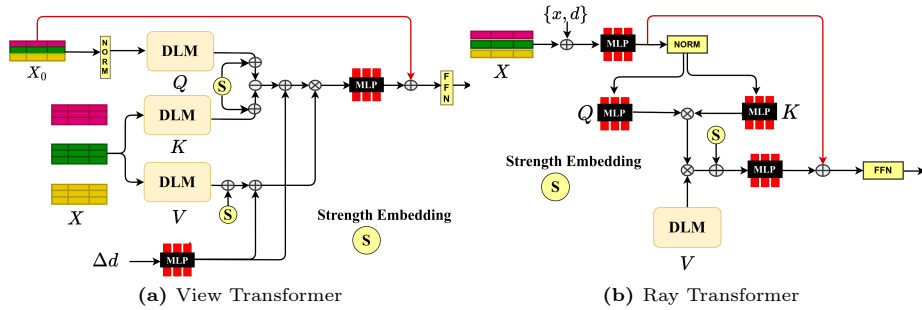 X₀
NORM
DLM
Q
S
DLM
K
DLM
V
S
X
Δd
MLP
MLP
FFN
Strength Embedding
S
(a) View Transformer
{x, d}
X
MLP
NORM
Q
MLP
MLP
K
S
MLP
FFN
Strength Embedding
S
DLM
V
(b) Ray Transformer